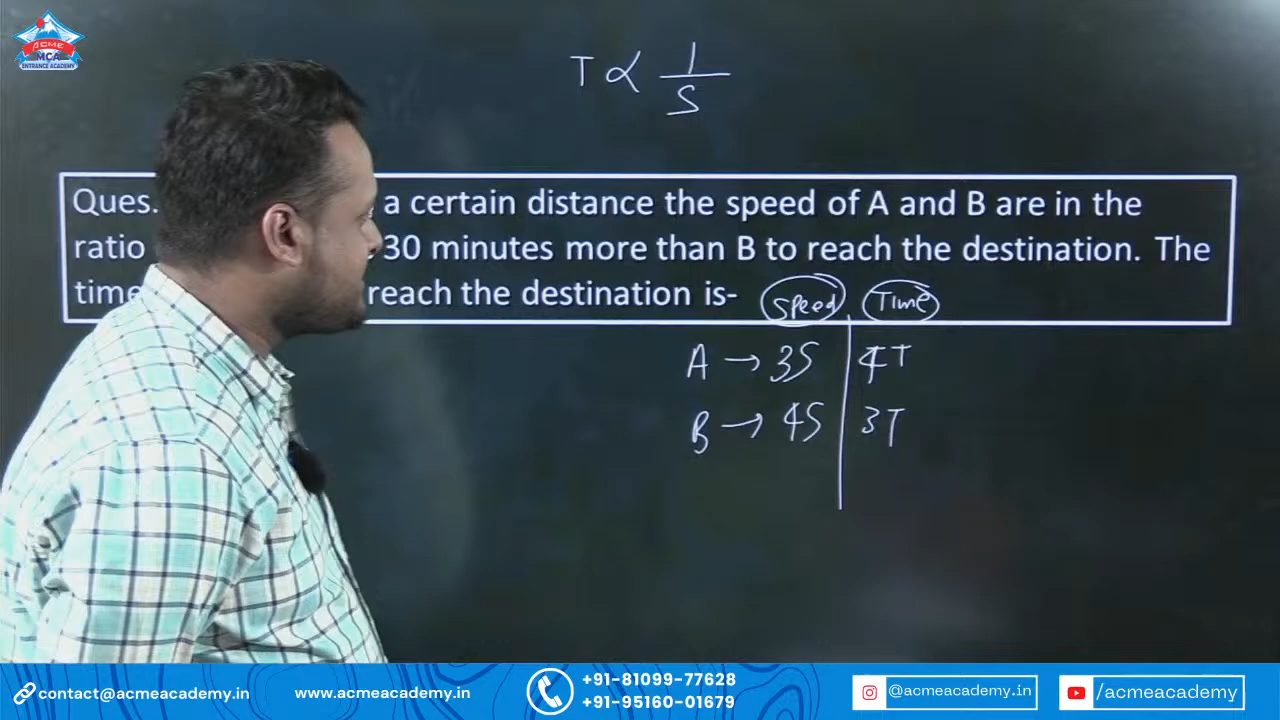 ACME
MCA
ENTRANCE ACADEMY
T ∝ 1/S
Ques. a certain distance the speed of A and B are in the
ratio 30 minutes more than B to reach the destination. The
time reach the destination is-
Speed Time
A → 3S 4T
B → 4S 3T
contact@acmeacademy.in www.acmeacademy.in +91-81099-77628 @acmeacademy.in /acmeacademy
+91-95160-01679